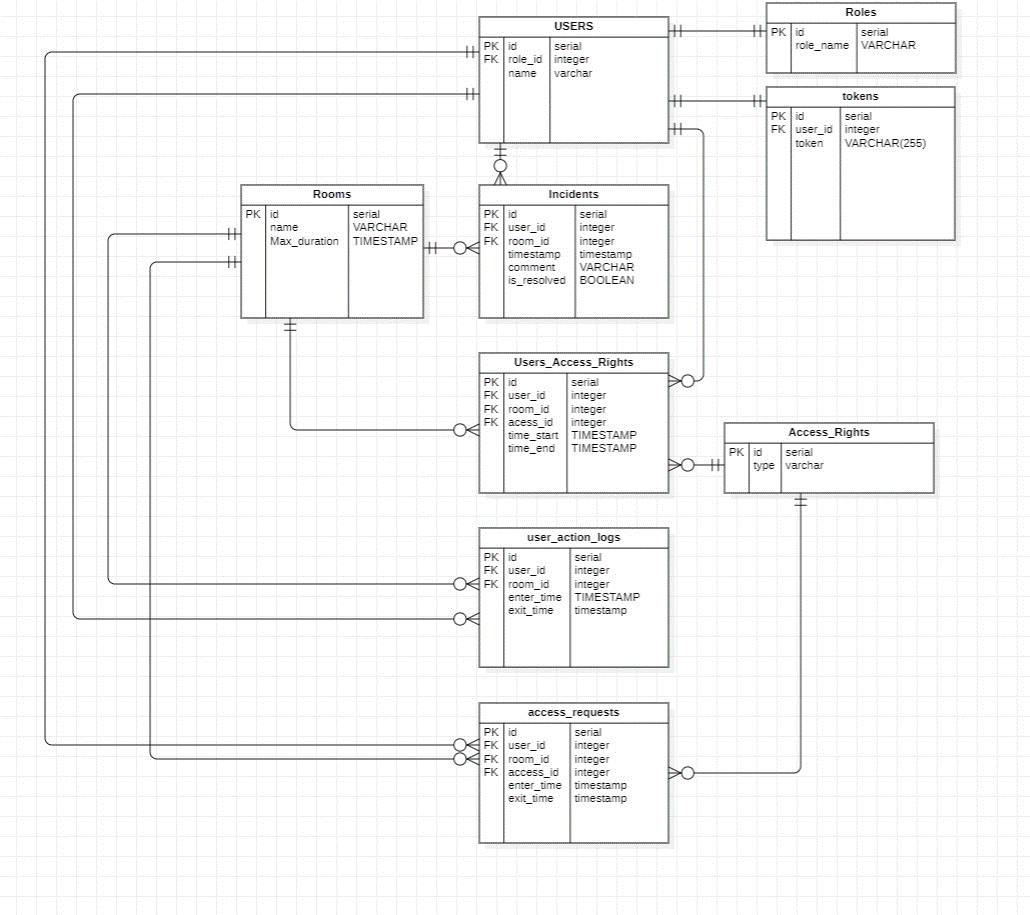 USERS
PK id serial
FK role_id integer
name varchar
Roles
PK id serial
role_name VARCHAR
tokens
PK id serial
FK user_id integer
token VARCHAR(255)
Rooms
PK id serial
name VARCHAR
Max_duration TIMESTAMP
Incidents
PK id serial
FK user_id integer
FK room_id integer
timestamp timestamp
comment VARCHAR
is_resolved BOOLEAN
Users_Access_Rights
PK id serial
FK user_id integer
FK room_id integer
FK acess_id integer
time_start TIMESTAMP
time_end TIMESTAMP
Access_Rights
PK id serial
type varchar
user_action_logs
PK id serial
FK user_id integer
FK room_id integer
enter_time TIMESTAMP
exit_time timestamp
access_requests
PK id serial
FK user_id integer
FK room_id integer
FK access_id integer
enter_time timestamp
exit_time timestamp